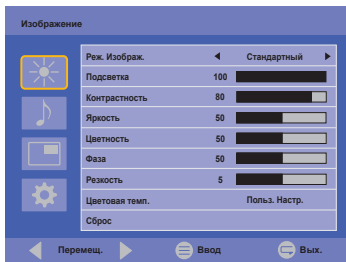 Изображение
Реж. Изображ. Стандартный
Подсветка 100
Контрастность 80
Яркость 50
Цветность 50
Фаза 50
Резкость 5
Цветовая темп. Польз. Настр.
Сброс
Перемещ. Ввод Вых.